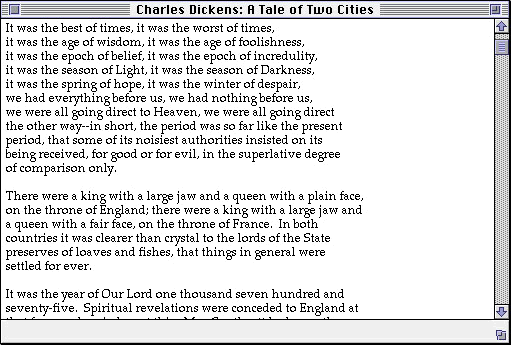 Charles Dickens: A Tale of Two Cities
It was the best of times, it was the worst of times,
it was the age of wisdom, it was the age of foolishness,
it was the epoch of belief, it was the epoch of incredulity,
it was the season of Light, it was the season of Darkness,
it was the spring of hope, it was the winter of despair,
we had everything before us, we had nothing before us,
we were all going direct to Heaven, we were all going direct
the other way--in short, the period was so far like the present
period, that some of its noisiest authorities insisted on its
being received, for good or for evil, in the superlative degree
of comparison only.
There were a king with a large jaw and a queen with a plain face,
on the throne of England; there were a king with a large jaw and
a queen with a fair face, on the throne of France.  In both
countries it was clearer than crystal to the lords of the State
preserves of loaves and fishes, that things in general were
settled for ever.
It was the year of Our Lord one thousand seven hundred and
seventy-five.  Spiritual revelations were conceded to England at